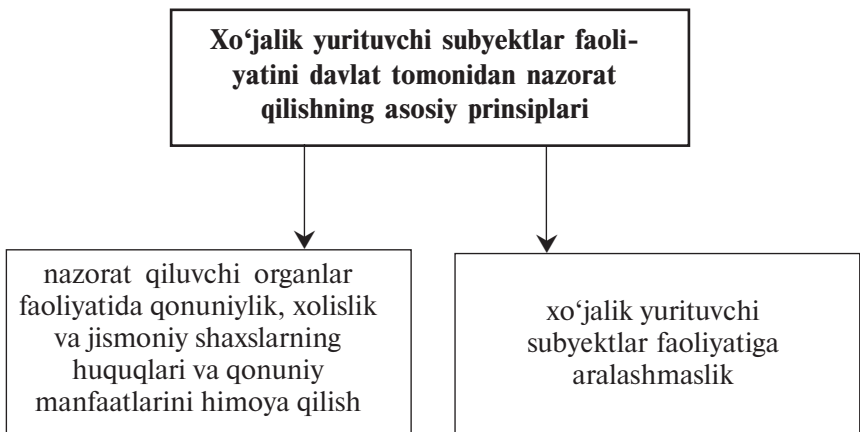 Xo‘jalik yurituvchi subyektlar faoli-
yatini davlat tomonidan nazorat
qilishning asosiy prinsiplari
nazorat qiluvchi organlar
faoliyatida qonuniylik, xolislik
va jismoniy shaxslarning
huquqlari va qonuniy
manfaatlarini himoya qilish
xo‘jalik yurituvchi
subyektlar faoliyatiga
aralashmaslik